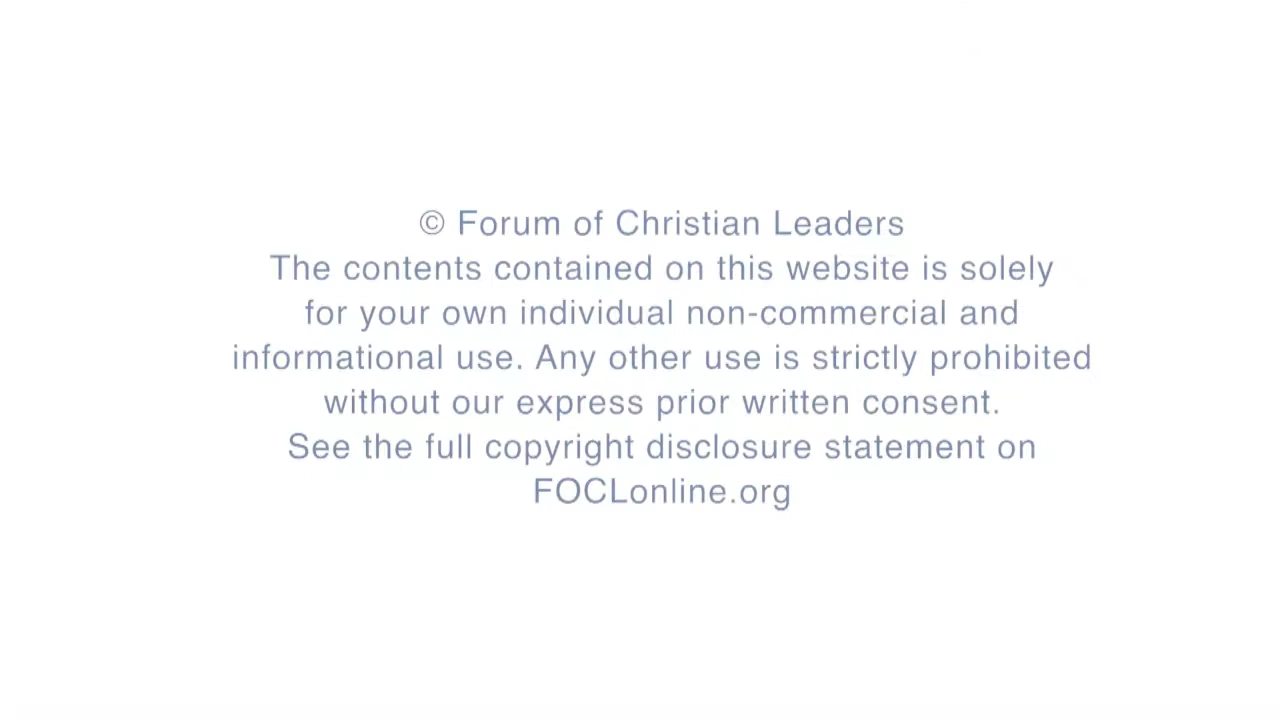 © Forum of Christian Leaders
The contents contained on this website is solely
for your own individual non-commercial and
informational use. Any other use is strictly prohibited
without our express prior written consent.
See the full copyright disclosure statement on
FOCLonline.org